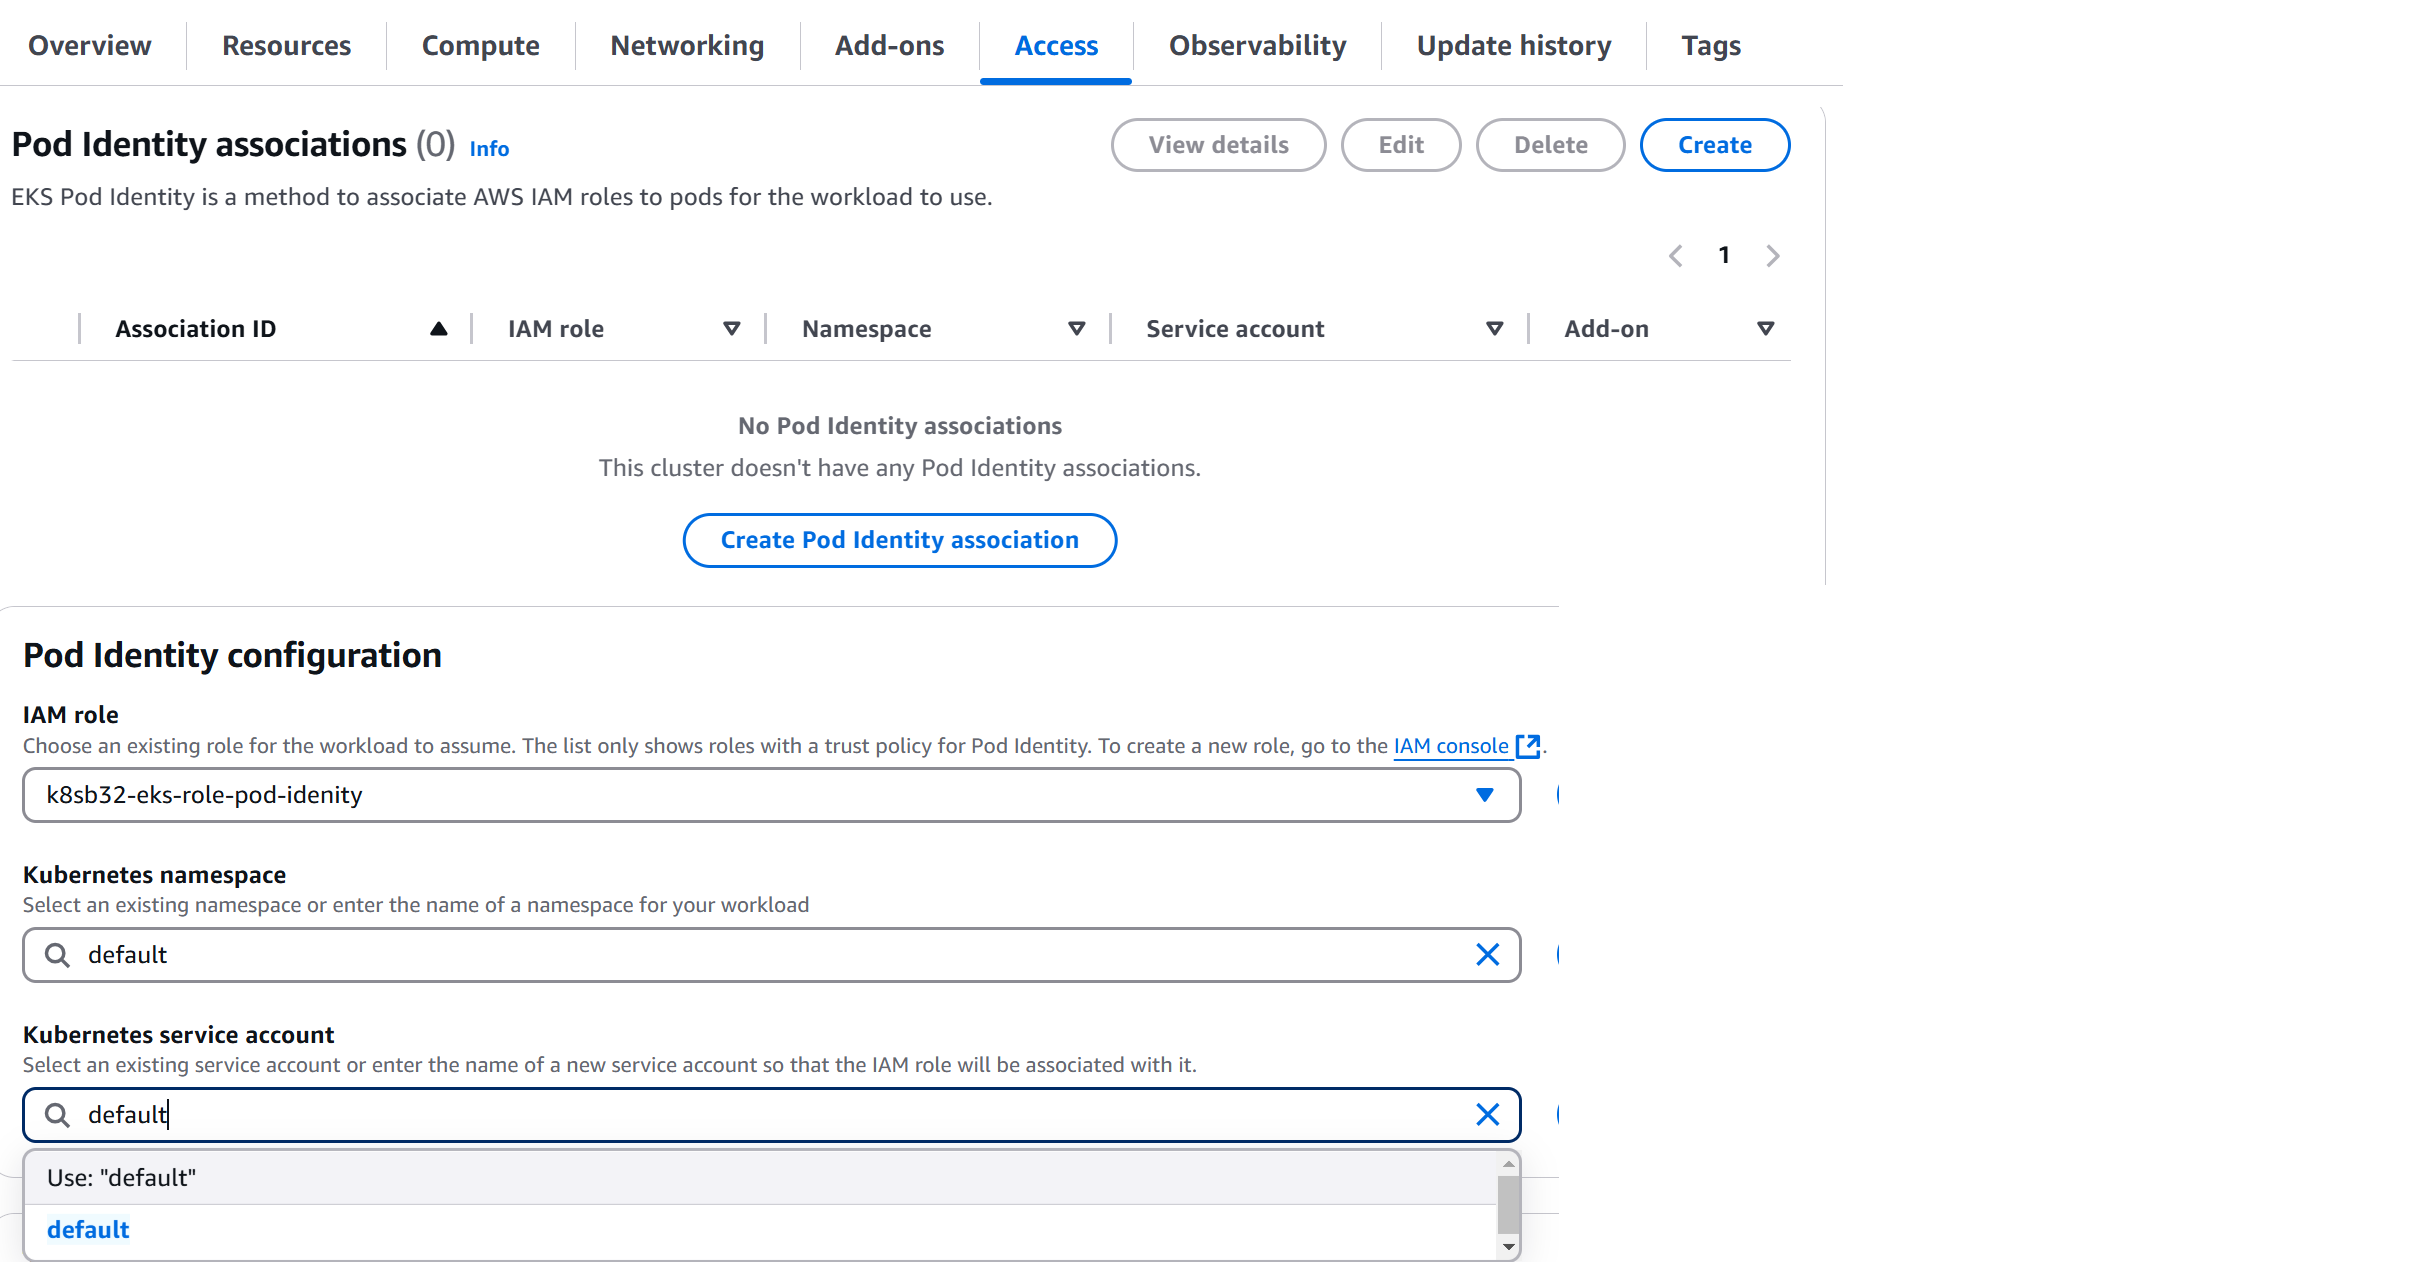 Overview Resources Compute Networking Add-ons Access Observability Update history Tags
Pod Identity associations (0) Info View details Edit Delete Create
EKS Pod Identity is a method to associate AWS IAM roles to pods for the workload to use.
1
Association ID IAM role Namespace Service account Add-on
No Pod Identity associations
This cluster doesn't have any Pod Identity associations.
Create Pod Identity association
Pod Identity configuration
IAM role
Choose an existing role for the workload to assume. The list only shows roles with a trust policy for Pod Identity. To create a new role, go to the IAM console .
k8sb32-eks-role-pod-idenity
Kubernetes namespace
Select an existing namespace or enter the name of a namespace for your workload
default
Kubernetes service account
Select an existing service account or enter the name of a new service account so that the IAM role will be associated with it.
default
Use: "default"
default